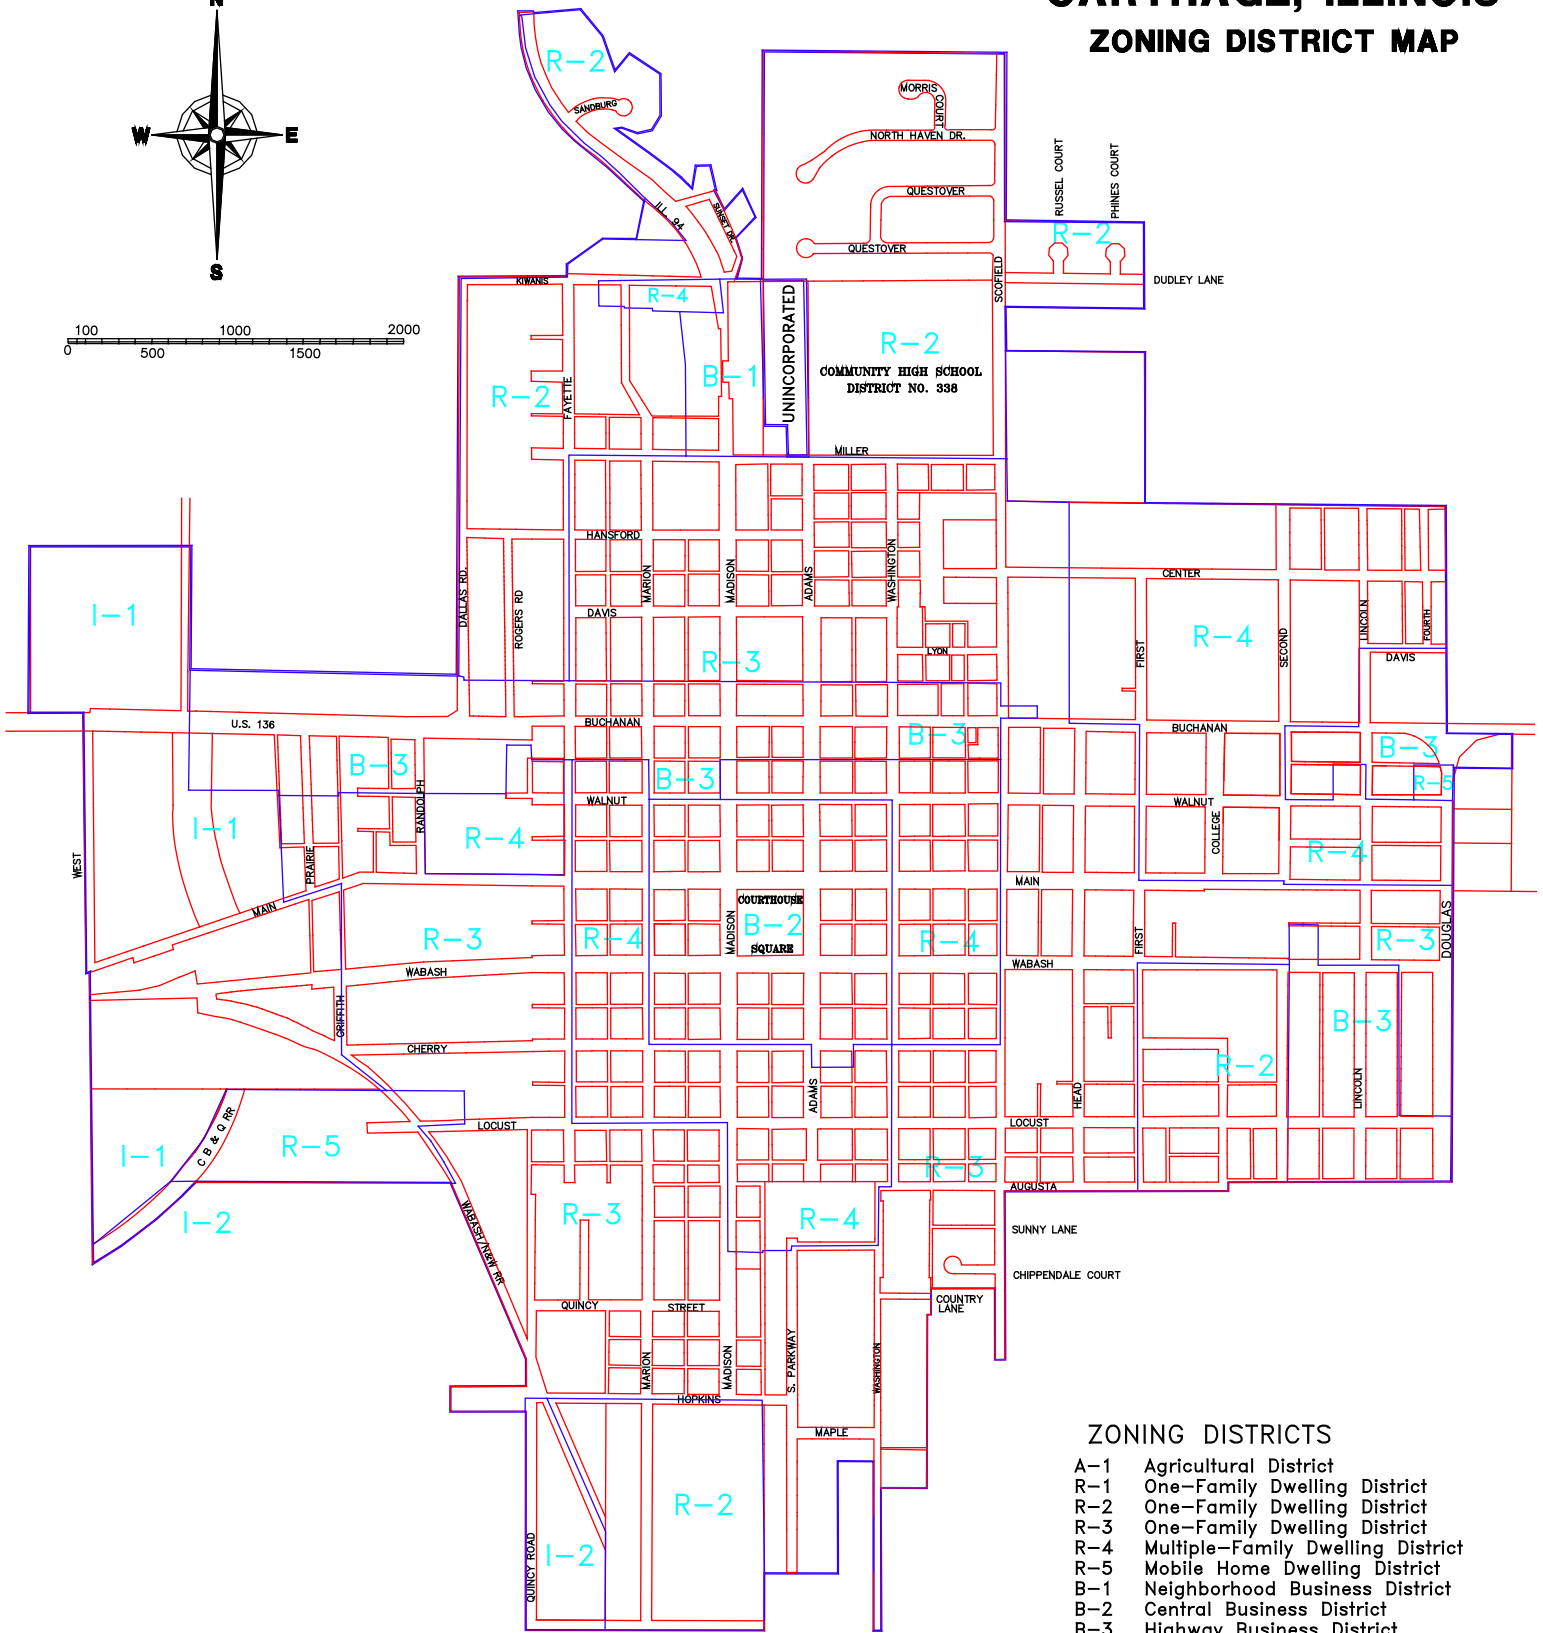 N
CARTHAGE, ILLINOIS
ZONING DISTRICT MAP
W
E
S
100
1000
2000
0
500
1500
R-2
SANDBURG
MORRIS
COURT
NORTH HAVEN DR.
QUESTOVER
QUESTOVER
ILL. 94
SUNSET DR.
RUSSEL COURT
PHINES COURT
R-2
DUDLEY LANE
SCOFIELD
KIWANIS
R-4
UNINCORPORATED
R-2
COMMUNITY HIGH SCHOOL
DISTRICT NO. 338
B-1
R-2
FAYETTE
MILLER
HANSFORD
MARION
MADISON
ADAMS
WASHINGTON
CENTER
I-1
DALLAS RD.
ROGERS RD
DAVIS
R-3
LYON
FIRST
R-4
SECOND
LINCOLN
FOURTH
DAVIS
U.S. 136
BUCHANAN
B-3
BUCHANAN
B-3
B-3
B-3
R-5
RANDOLPH
WALNUT
WALNUT
COLLEGE
I-1
R-4
R-4
WEST
PRAIRIE
MAIN
MAIN
COURTHOUSE
B-2
SQUARE
MADISON
R-3
R-4
R-4
FIRST
R-3
DOUGLAS
WABASH
WABASH
GRIFFITH
B-3
CHERRY
R-2
ADAMS
HEAD
LINCOLN
LOCUST
LOCUST
I-1
C B & Q RR
R-5
R-3
AUGUSTA
I-2
WABASH/N&W RR
R-3
R-4
SUNNY LANE
CHIPPENDALE COURT
QUINCY
STREET
COUNTRY
LANE
MARION
MADISON
S. PARKWAY
WASHINGTON
HOPKINS
MAPLE
R-2
QUINCY ROAD
I-2
ZONING DISTRICTS
A-1 Agricultural District
R-1 One-Family Dwelling District
R-2 One-Family Dwelling District
R-3 One-Family Dwelling District
R-4 Multiple-Family Dwelling District
R-5 Mobile Home Dwelling District
B-1 Neighborhood Business District
B-2 Central Business District
B-3 Highway Business District